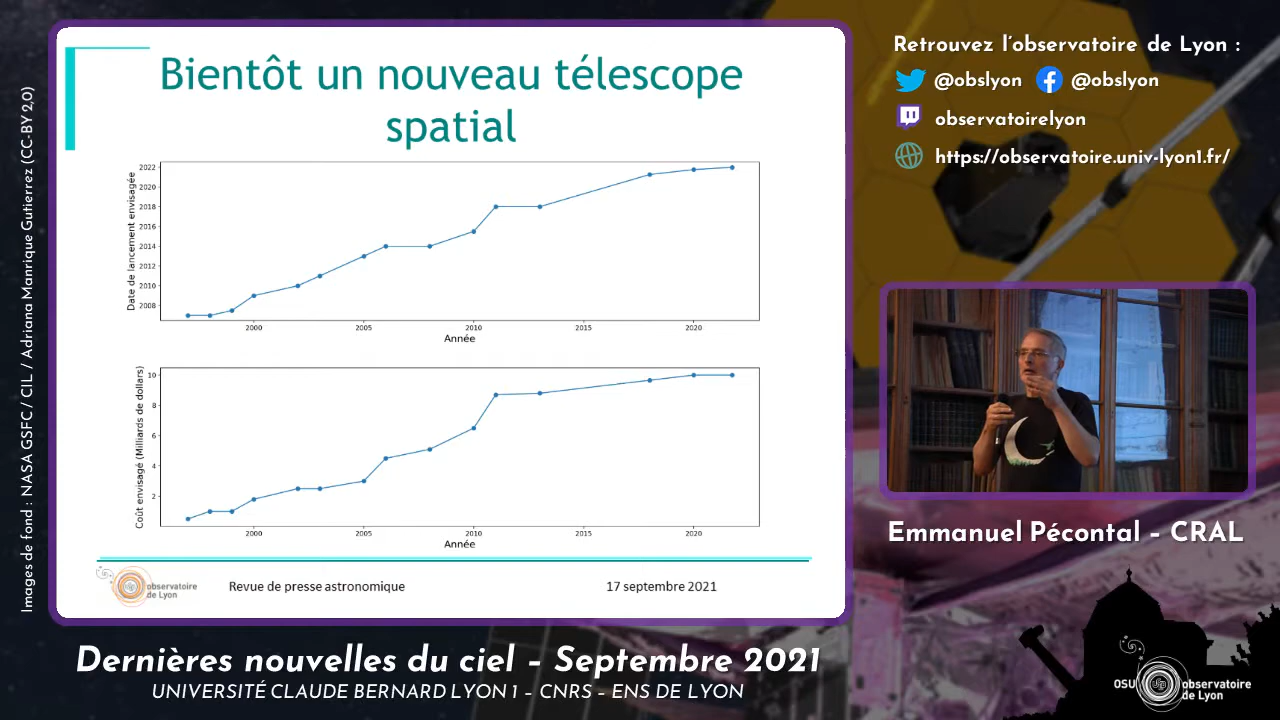 Images de fond : NASA GSFC / CIL / Adriana Manrique Gutierrez (CC-BY 2.0)
Bientôt un nouveau télescope
spatial
Date de lancement envisagée
2022
2020
2018
2016
2014
2012
2010
2008
2000
2005
2010
2015
2020
Année
Coût envisagé (Milliards de dollars)
10
8
6
4
2
2000
2005
2010
2015
2020
Année
observatoire
de Lyon
Revue de presse astronomique
17 septembre 2021
Retrouvez l'observatoire de Lyon :
@obslyon @obslyon
observatoirelyon
https://observatoire.univ-lyon1.fr/
Emmanuel Pécontal – CRAL
Dernières nouvelles du ciel – Septembre 2021
UNIVERSITÉ CLAUDE BERNARD LYON 1 – CNRS – ENS DE LYON
OSU observatoire
de Lyon